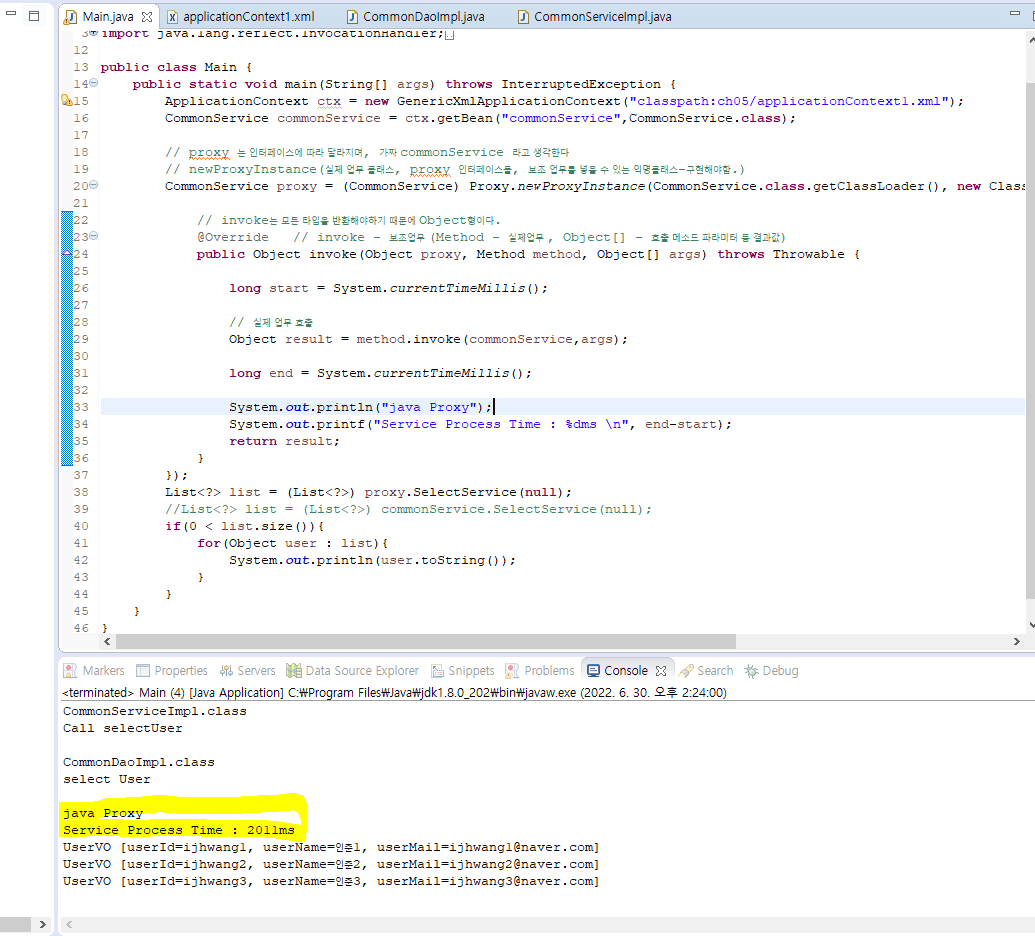 Main.java
applicationContext1.xml
CommonDaoImpl.java
CommonServiceImpl.java
3 import java.lang.reflect.InvocationHandler;
12
13 public class Main {
14 public static void main(String[] args) throws InterruptedException {
15 ApplicationContext ctx = new GenericXmlApplicationContext("classpath:ch05/applicationContext1.xml");
16 CommonService commonService = ctx.getBean("commonService",CommonService.class);
17
18 // proxy 는 인터페이스에 따라 달라지며, 가짜 commonService 라고 생각한다
19 // newProxyInstance(실제 업무 클래스, proxy 인터페이스들, 보조 업무를 넣을 수 있는 익명클래스-구현해야함.)
20 CommonService proxy = (CommonService) Proxy.newProxyInstance(CommonService.class.getClassLoader(), new Class
21
22 // invoke는 모든 타입을 반환해야하기 때문에 Object형이다.
23 @Override // invoke - 보조업무 (Method - 실제업무 , Object[] - 호출 메소드 파라미터 등 결과값)
24 public Object invoke(Object proxy, Method method, Object[] args) throws Throwable {
25
26 long start = System.currentTimeMillis();
27
28 // 실제 업무 호출
29 Object result = method.invoke(commonService,args);
30
31 long end = System.currentTimeMillis();
32
33 System.out.println("java Proxy");
34 System.out.printf("Service Process Time : %dms \n", end-start);
35 return result;
36 }
37 });
38 List<?> list = (List<?>) proxy.SelectService(null);
39 //List<?> list = (List<?>) commonService.SelectService(null);
40 if(0 < list.size()){
41 for(Object user : list){
42 System.out.println(user.toString());
43 }
44 }
45 }
46 }
Markers Properties Servers Data Source Explorer Snippets Problems Console Search Debug
<terminated> Main (4) [Java Application] C:₩Program Files₩Java₩jdk1.8.0_202₩bin₩javaw.exe (2022. 6. 30. 오후 2:24:00)
CommonServiceImpl.class
Call selectUser
CommonDaoImpl.class
select User
java Proxy
Service Process Time : 2011ms
UserVO [userId=ijhwang1, userName=인준1, userMail=ijhwang1@naver.com]
UserVO [userId=ijhwang2, userName=인준2, userMail=ijhwang2@naver.com]
UserVO [userId=ijhwang3, userName=인준3, userMail=ijhwang3@naver.com]